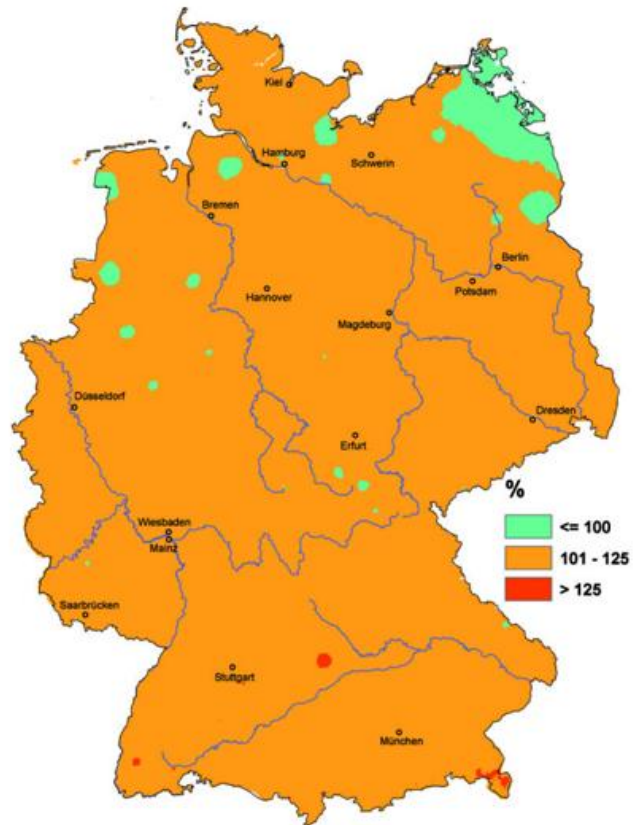 Kiel
Hamburg
Schwerin
Bremen
Berlin
Hannover
Potsdam
Magdeburg
Düsseldorf
Dresden
Erfurt
%
<= 100
Wiesbaden
101 - 125
Mainz
> 125
Saarbrücken
Stuttgart
München